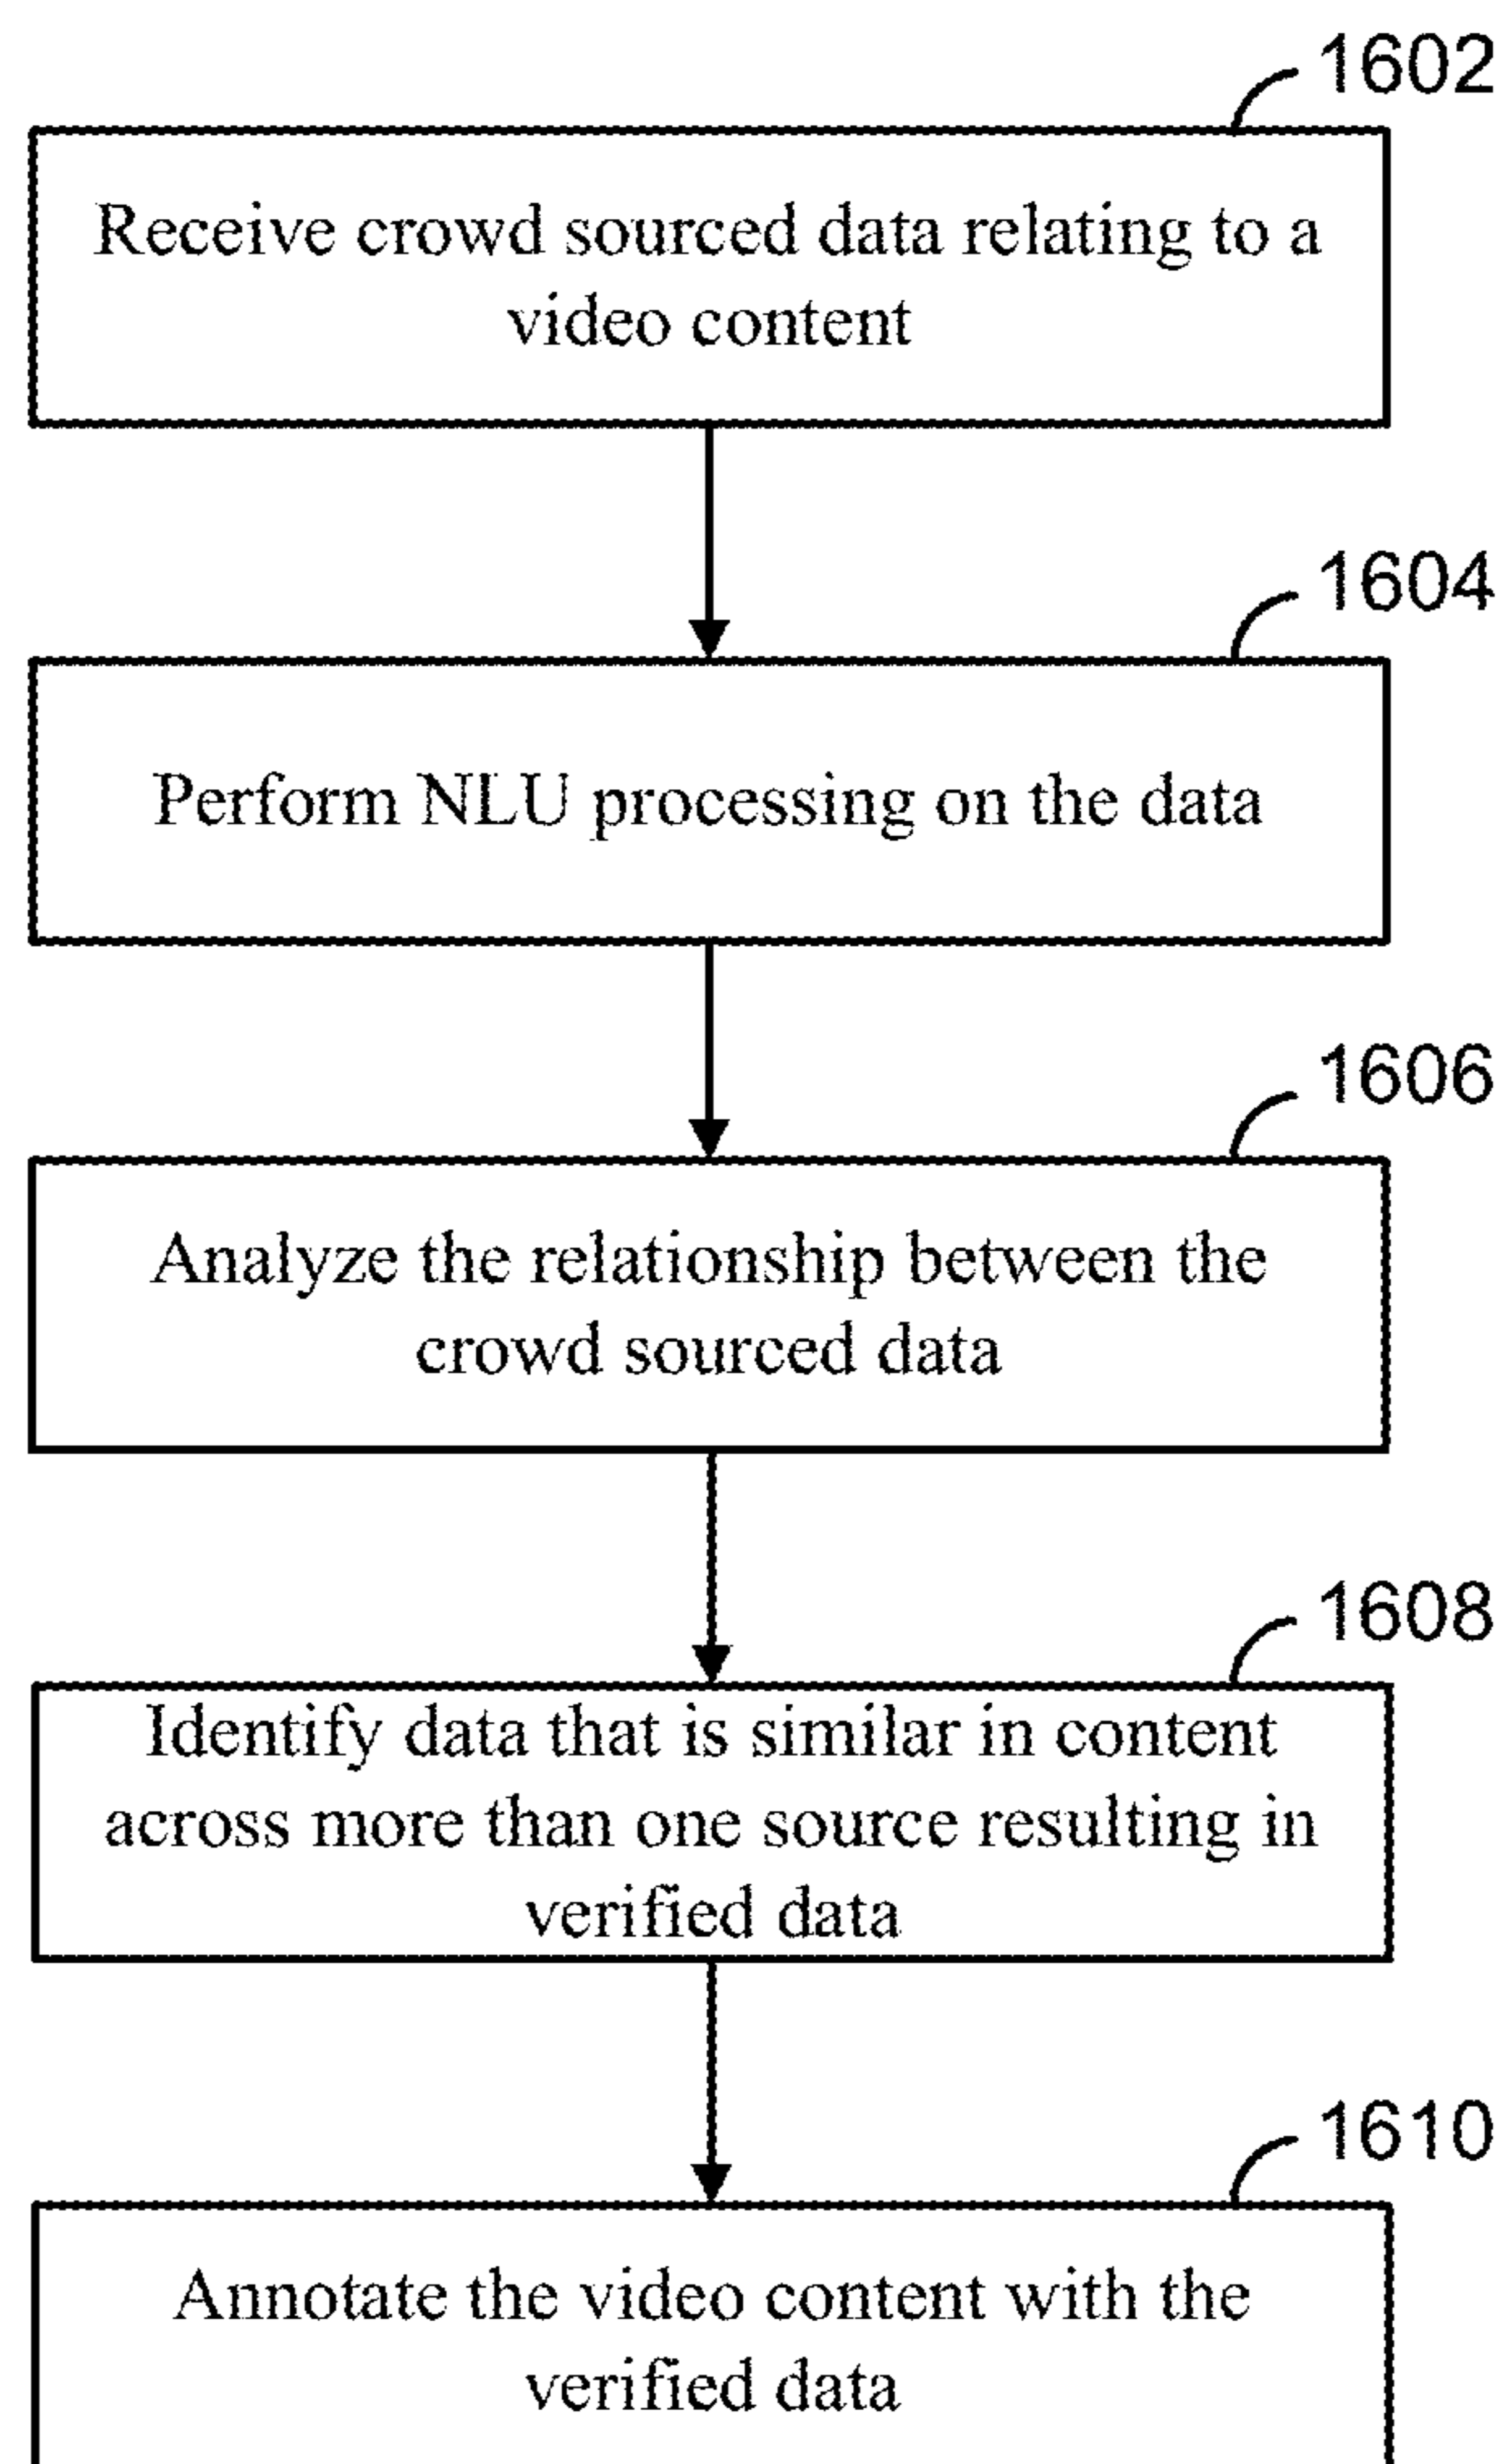 1602
Receive crowd sourced data relating to a
video content
1604
Perform NLU processing on the data
1606
Analyze the relationship between the
crowd sourced data
1608
Identify data that is similar in content
across more than one source resulting in
verified data
1610
Annotate the video content with the
verified data